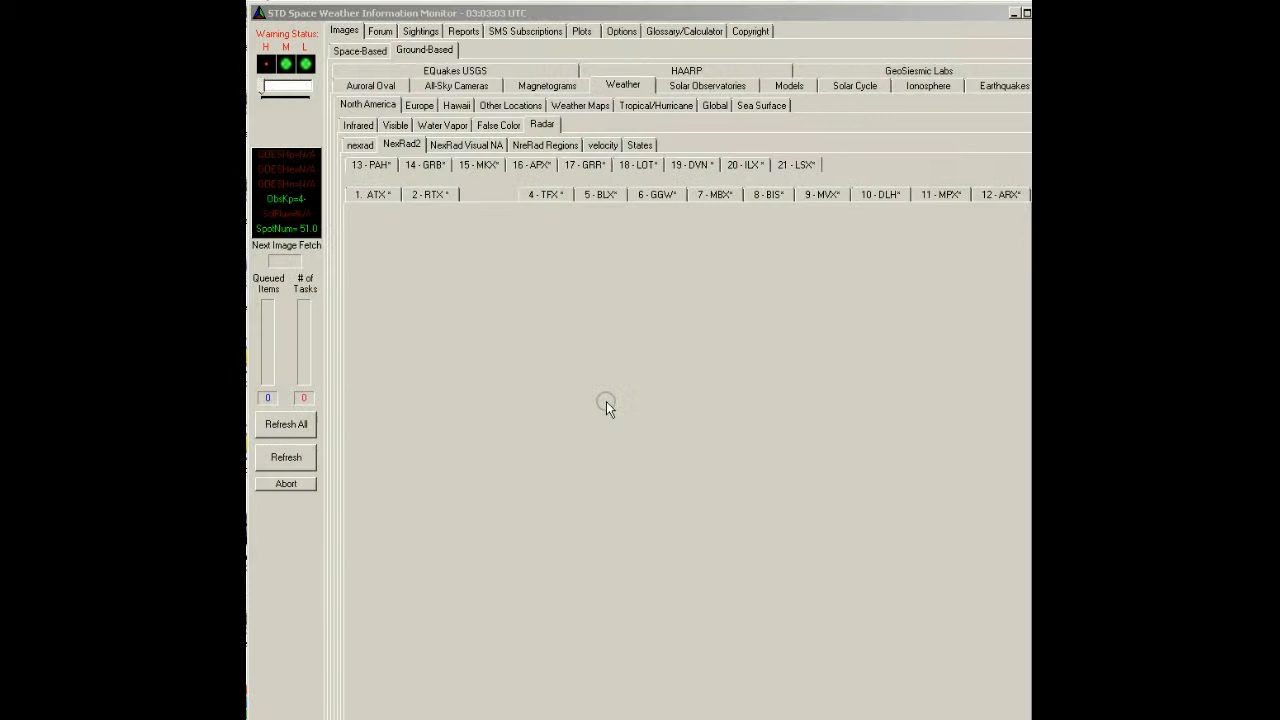 STD Space Weather Information Monitor - 03:03:03 UTC
Warning Status:
H M L
Images Forum Sightings Reports SMS Subscriptions Plots Options Glossary/Calculator Copyright
Space-Based Ground-Based
EQuakes USGS HAARP GeoSiesmic Labs
Auroral Oval All-Sky Cameras Magnetograms Weather Solar Observatories Models Solar Cycle Ionosphere Earthquakes
North America Europe Hawaii Other Locations Weather Maps Tropical/Hurricane Global Sea Surface
Infrared Visible Water Vapor False Color Radar
nexrad NexRad2 NexRad Visual NA NreRad Regions velocity States
13 - PAH* 14 - GRB* 15 - MKX* 16 - APX* 17 - GRR* 18 - LOT* 19 - DVN * 20 - ILX * 21 - LSX*
1. ATX * 2 - RTX * 4 - TFX * 5 - BLX* 6 - GGW* 7 - MBX* 8 - BIS* 9 - MVX* 10 - DLH* 11 - MPX* 12 - ARX*
ObsKp=4-
SpotNum= 51.0
Next Image Fetch
Queued Items
# of Tasks
0 0
Refresh All
Refresh
Abort